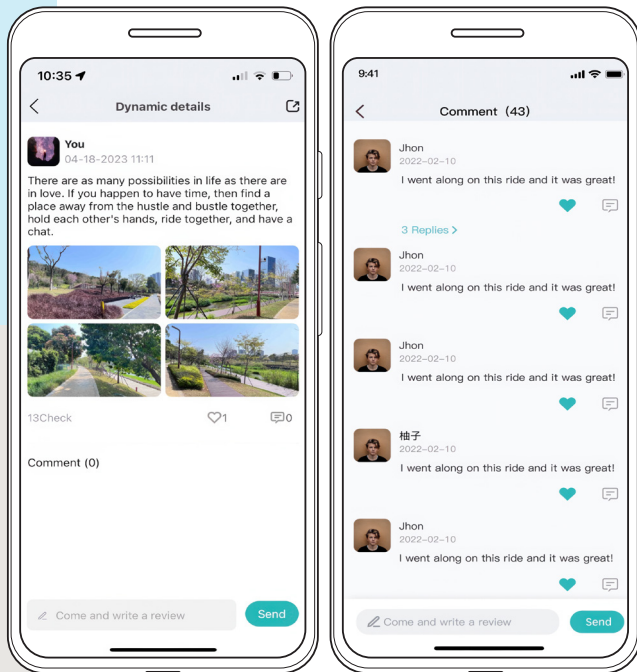 10:35
Dynamic details
You
04-18-2023 11:11
There are as many possibilities in life as there are
in love. If you happen to have time, then find a
place away from the hustle and bustle together,
hold each other's hands, ride together, and have a
chat.
13Check
1
0
Comment (0)
Come and write a review
Send
9:41
Comment（43）
Jhon
2022-02-10
I went along on this ride and it was great!
3 Replies >
Jhon
2022-02-10
I went along on this ride and it was great!
Jhon
2022-02-10
I went along on this ride and it was great!
柚子
2022-02-10
I went along on this ride and it was great!
Jhon
2022-02-10
I went along on this ride and it was great!
Come and write a review
Send